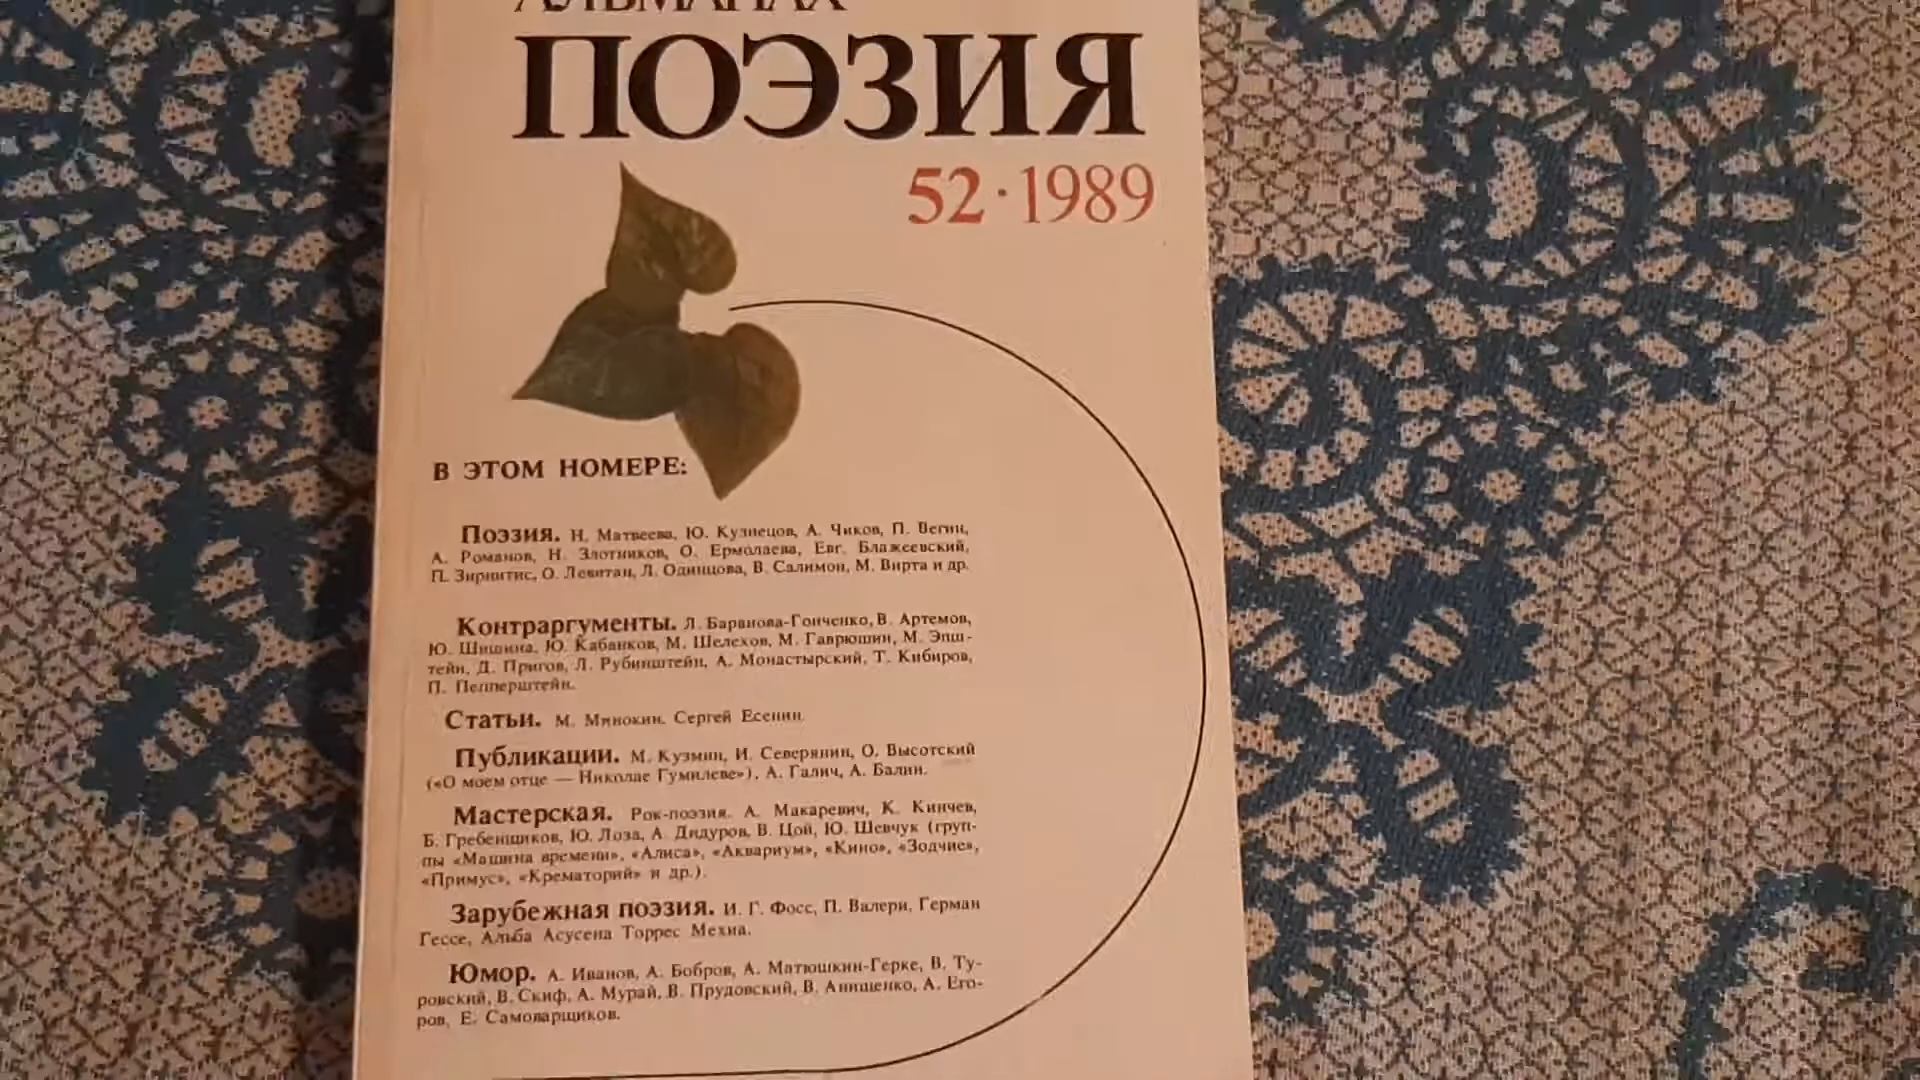 АЛЬМАНАХ
ПОЭЗИЯ
52·1989
В ЭТОМ НОМЕРЕ:
Поэзия. Н. Матвеева, Ю. Кузнецов, А. Чиков, П. Вегин,
А. Романов, Н. Злотников, О. Ермолаева, Евг. Блажеевский,
П. Зирнитис, О. Левитан, Л. Одинцова, В. Салимон, М. Вирта и др.
Контраргументы. Л. Баранова-Гонченко, В. Артемов,
Ю. Шишина, Ю. Кабанков, М. Шелехов, М. Гаврюшин, М. Эпш-
тейн, Д. Пригов, Л. Рубинштейн, А. Монастырский, Т. Кибиров,
П. Пепперштейн.
Статьи. М. Минокин. Сергей Есенин.
Публикации. М. Кузмин, И. Северянин, О. Высотский
(«О моем отце — Николае Гумилеве»), А. Галич, А. Балин.
Мастерская. Рок-поэзия. А. Макаревич, К. Кинчев,
Б. Гребенщиков, Ю. Лоза, А. Дидуров, В. Цой, Ю. Шевчук (груп-
пы «Машина времени», «Алиса», «Аквариум», «Кино», «Зодчие»,
«Примус», «Крематорий» и др.).
Зарубежная поэзия. И. Г. Фосс, П. Валери, Герман
Гессе, Альба Асусена Торрес Мехиа.
Юмор. А. Иванов, А. Бобров, А. Матюшкин-Герке, В. Ту-
ровский, В. Скиф, А. Мурай, В. Прудовский, В. Анищенко, А. Его-
ров, Е. Самоварщиков.